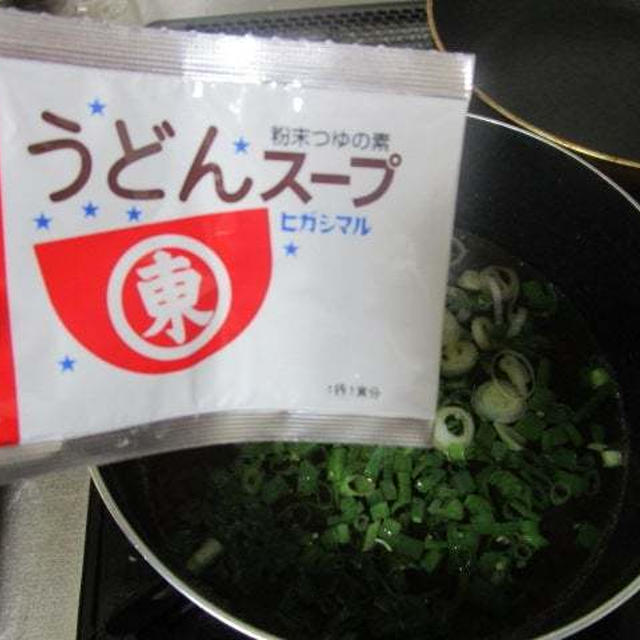 粉末つゆの素
うどんスープ
ヒガシマル
東
1袋1食分